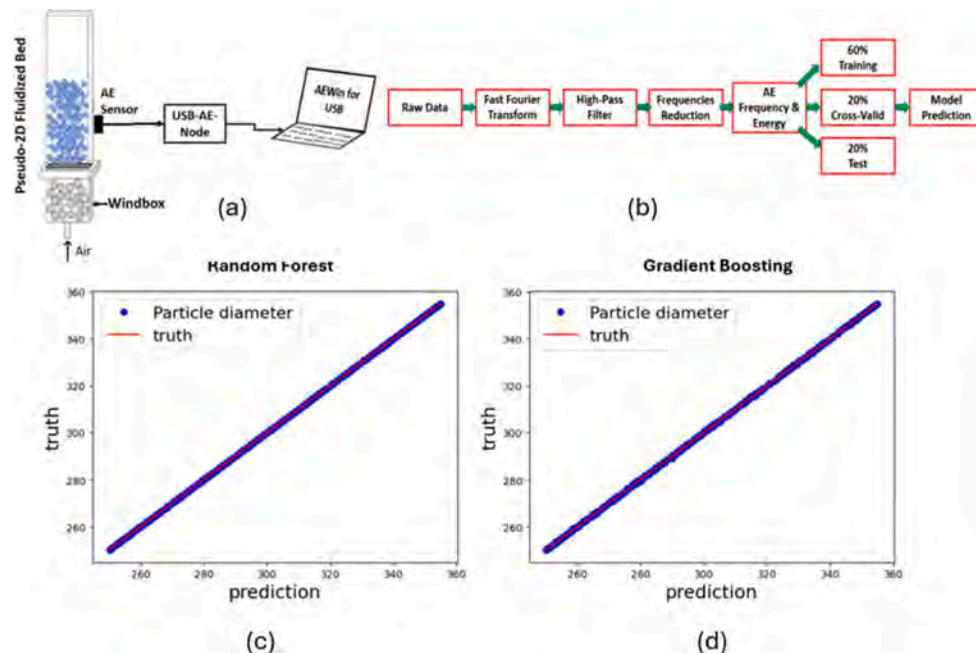 Pseudo-2D Fluidized Bed
AE
Sensor
USB-AE-
Node
AEWin for
USB
Windbox
Air
(a)
Raw Data
Fast Fourier
Transform
High-Pass
Filter
Frequencies
Reduction
AE
Frequency &
Energy
60%
Training
20%
Cross-Valid
20%
Test
Model
Prediction
(b)
Random Forest
Particle diameter
truth
360
340
320
300
280
260
truth
260
280
300
320
340
360
prediction
(c)
Gradient Boosting
Particle diameter
truth
360
340
320
300
280
260
truth
260
280
300
320
340
360
prediction
(d)